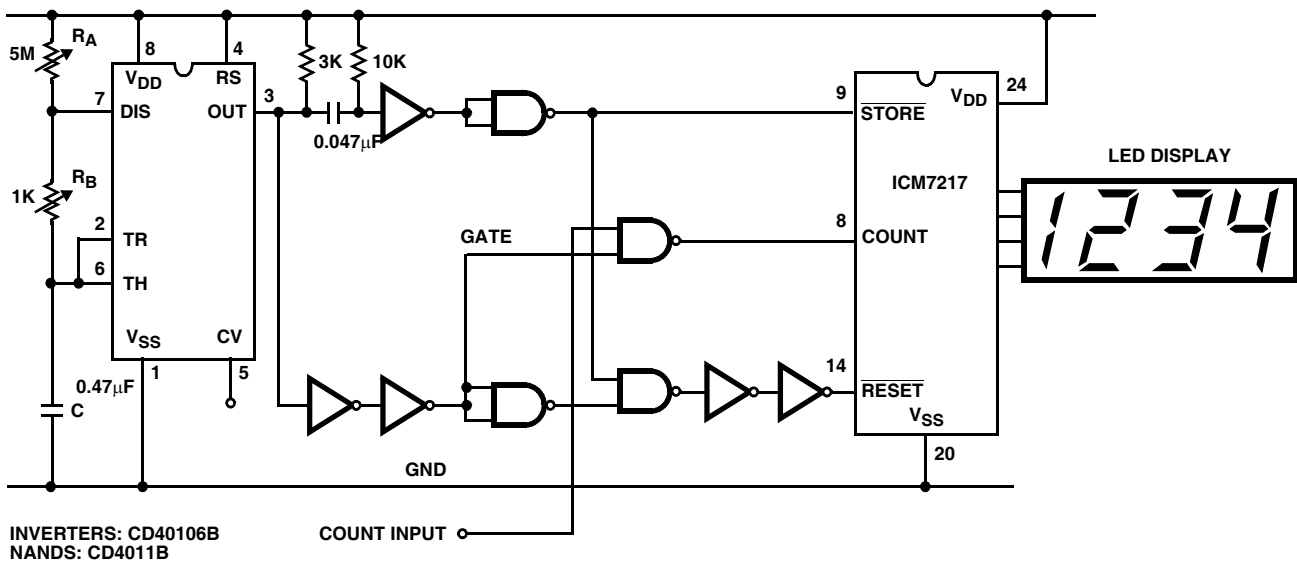 5M
RA
8
4
VDD
RS
7
DIS
OUT
3
3K
10K
0.047µF
9
STORE
VDD
24
LED DISPLAY
1234
ICM7217
1K
RB
2
TR
6
TH
GATE
8
COUNT
VSS
CV
1
5
0.47µF
C
14
RESET
VSS
20
GND
COUNT INPUT
INVERTERS: CD40106B
NANDS: CD4011B